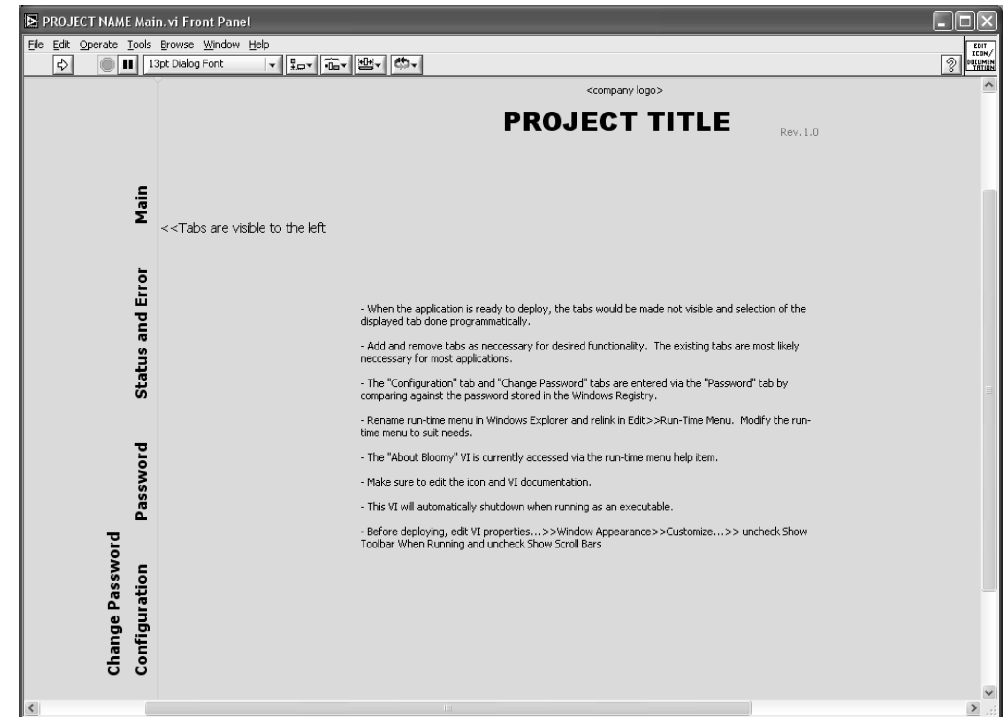 PROJECT NAME Main.vi Front Panel
File Edit Operate Tools Browse Window Help
13pt Dialog Font
EDIT
ICON/
DOCUMEN
TATION
<company logo>
PROJECT TITLE
Rev.1.0
Main
<<Tabs are visible to the left
Status and Error
Password
Change Password
Configuration
- When the application is ready to deploy, the tabs would be made not visible and selection of the
displayed tab done programmatically.
- Add and remove tabs as neccessary for desired functionality. The existing tabs are most likely
neccessary for most applications.
- The "Configuration" tab and "Change Password" tabs are entered via the "Password" tab by
comparing against the password stored in the Windows Registry.
- Rename run-time menu in Windows Explorer and relink in Edit>>Run-Time Menu. Modify the run-
time menu to suit needs.
- The "About Bloomy" VI is currently accessed via the run-time menu help item.
- Make sure to edit the icon and VI documentation.
- This VI will automatically shutdown when running as an executable.
- Before deploying, edit VI properties...>>Window Appearance>>Customize...>> uncheck Show
Toolbar When Running and uncheck Show Scroll Bars